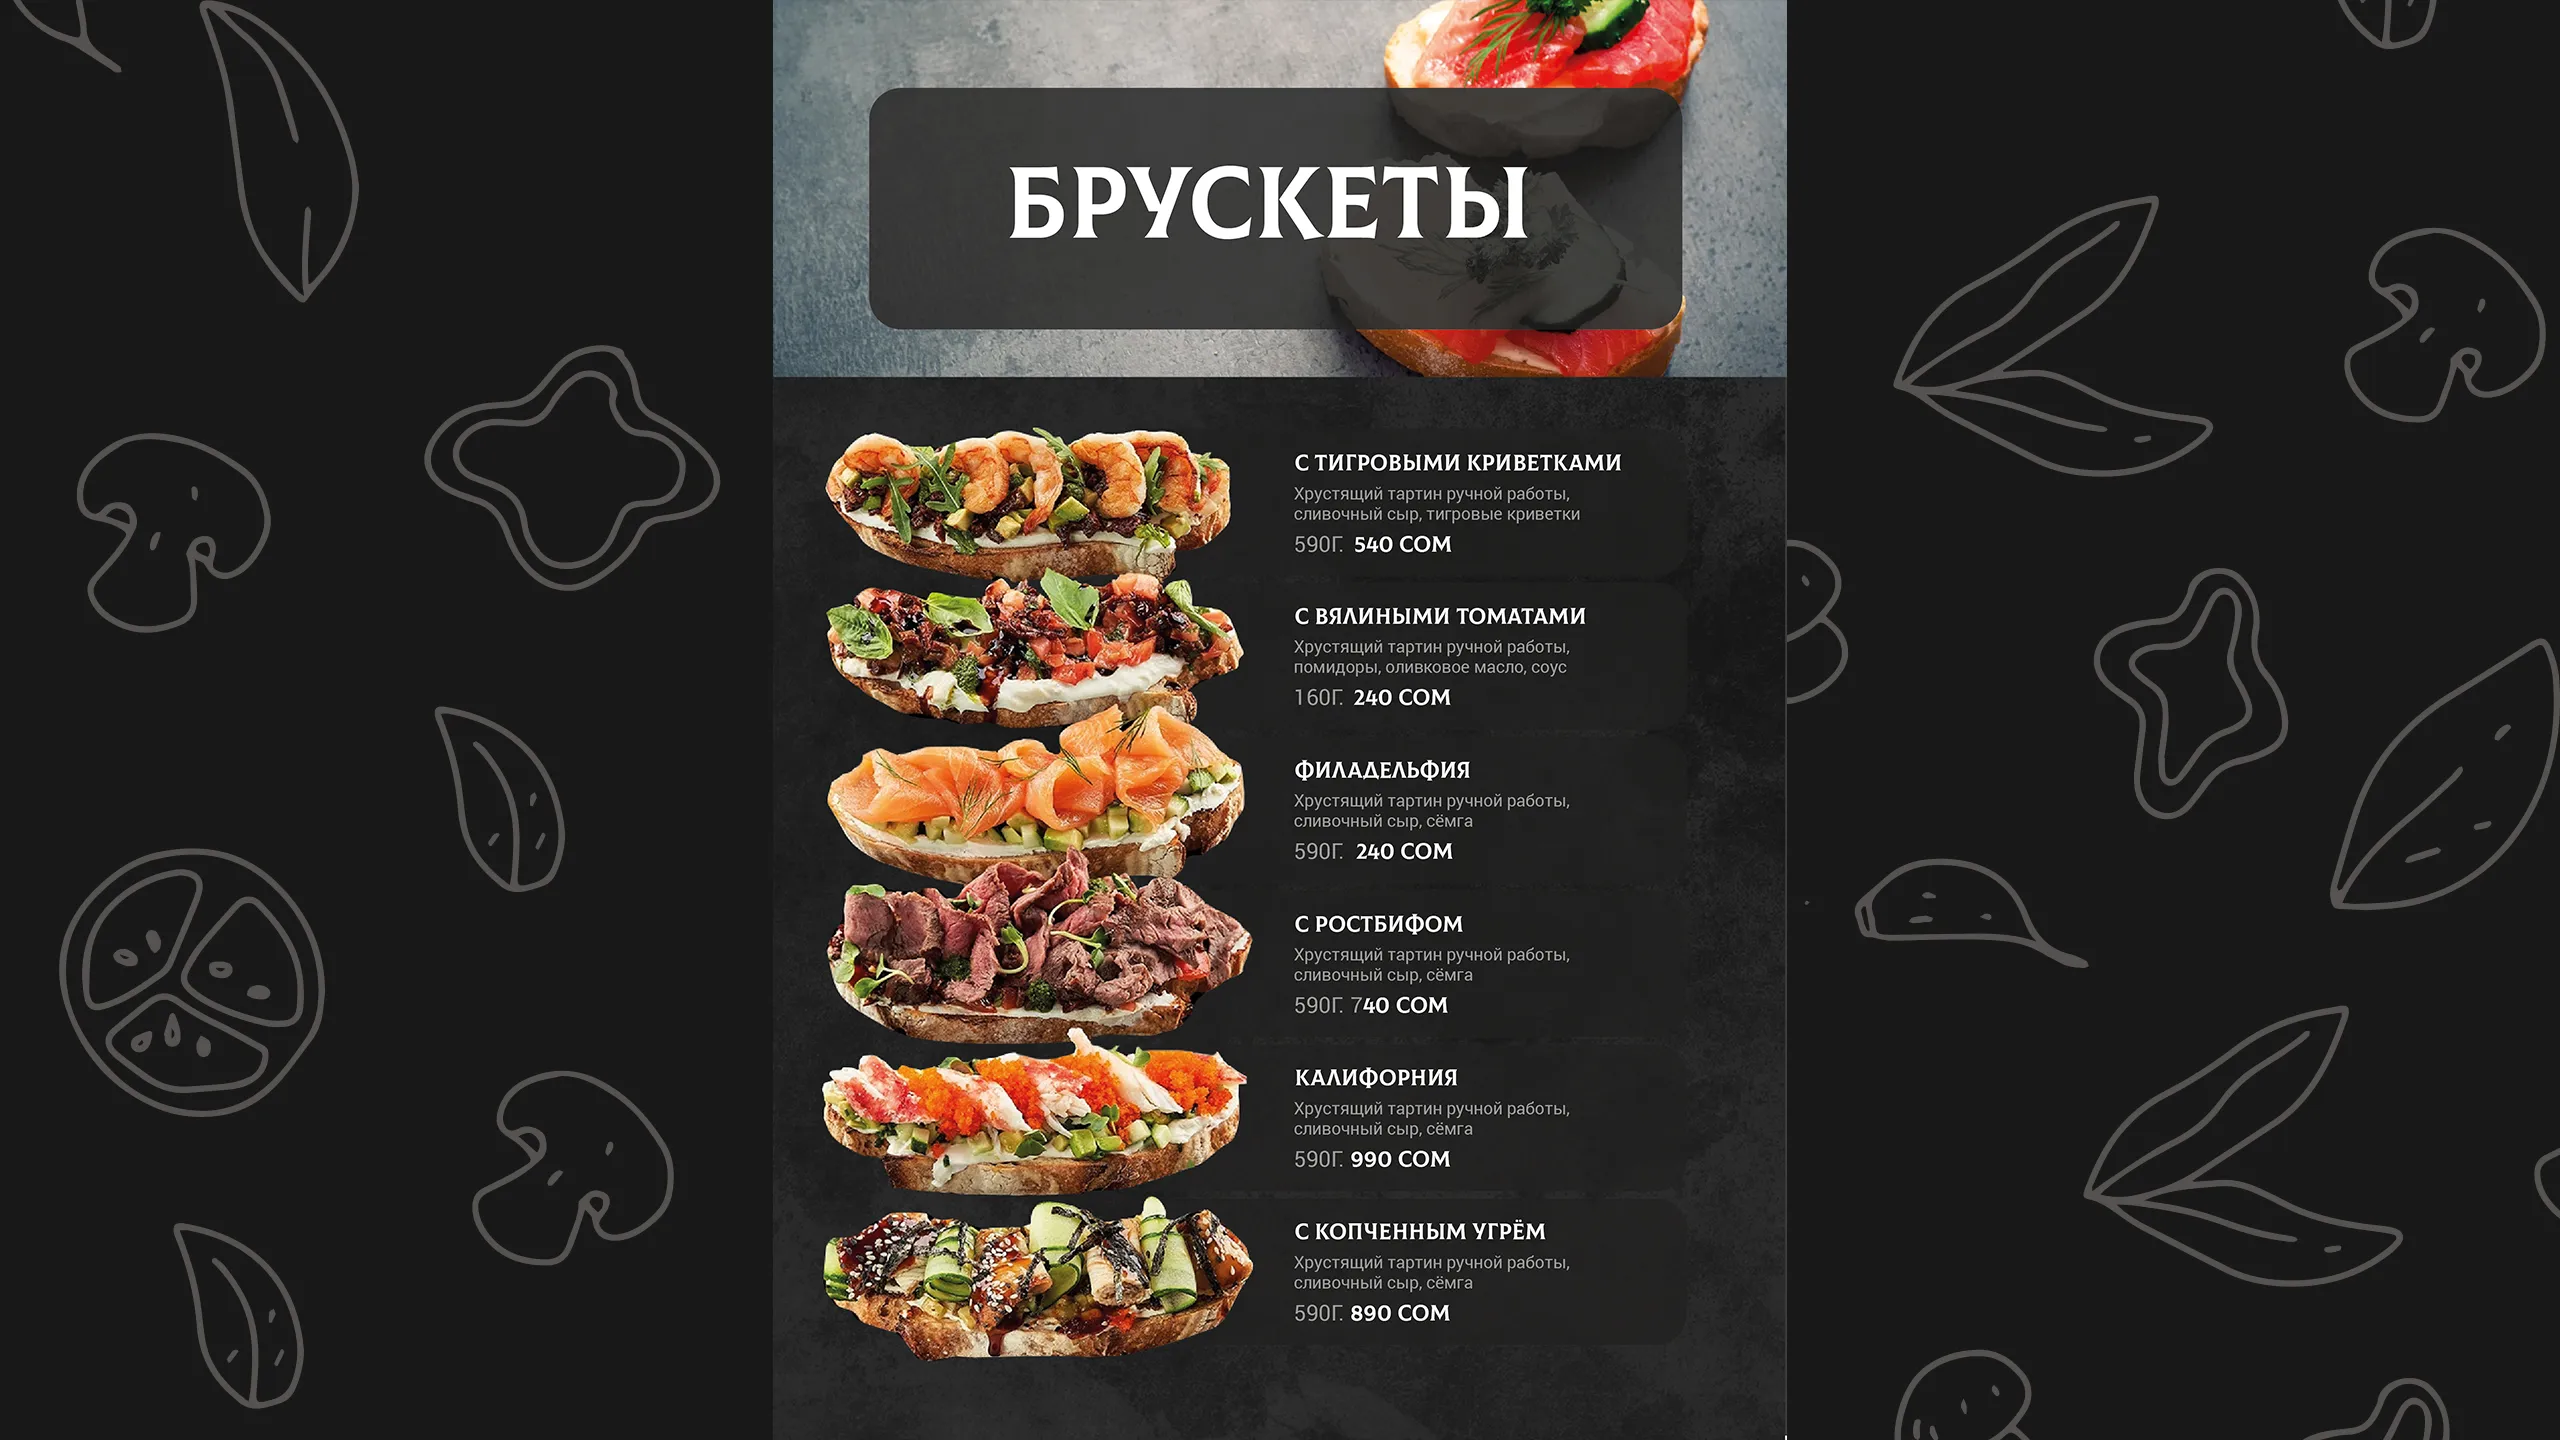 БРУСКЕТЫ
С ТИГРОВЫМИ КРИВЕТКАМИ
Хрустящий тартин ручной работы,
сливочный сыр, тигровые криветки
590Г. 540 СОМ
С ВЯЛИНЫМИ ТОМАТАМИ
Хрустящий тартин ручной работы,
помидоры, оливковое масло, соус
160Г. 240 СОМ
ФИЛАДЕЛЬФИЯ
Хрустящий тартин ручной работы,
сливочный сыр, сёмга
590Г. 240 СОМ
С РОСТБИФОМ
Хрустящий тартин ручной работы,
сливочный сыр, сёмга
590Г. 740 СОМ
КАЛИФОРНИЯ
Хрустящий тартин ручной работы,
сливочный сыр, сёмга
590Г. 990 СОМ
С КОПЧЕННЫМ УГРЁМ
Хрустящий тартин ручной работы,
сливочный сыр, сёмга
590Г. 890 СОМ